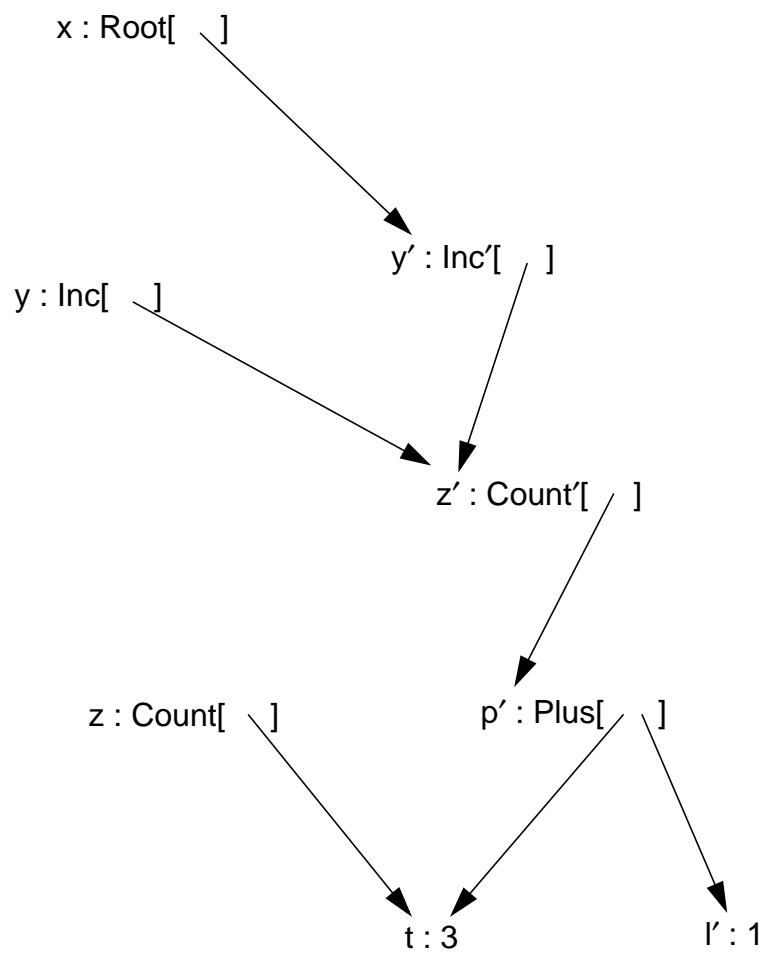 x : Root[ ]
y′ : Inc′[ ]
y : Inc[ ]
z′ : Count′[ ]
z : Count[ ]
p′ : Plus[ ]
t : 3
l′ : 1